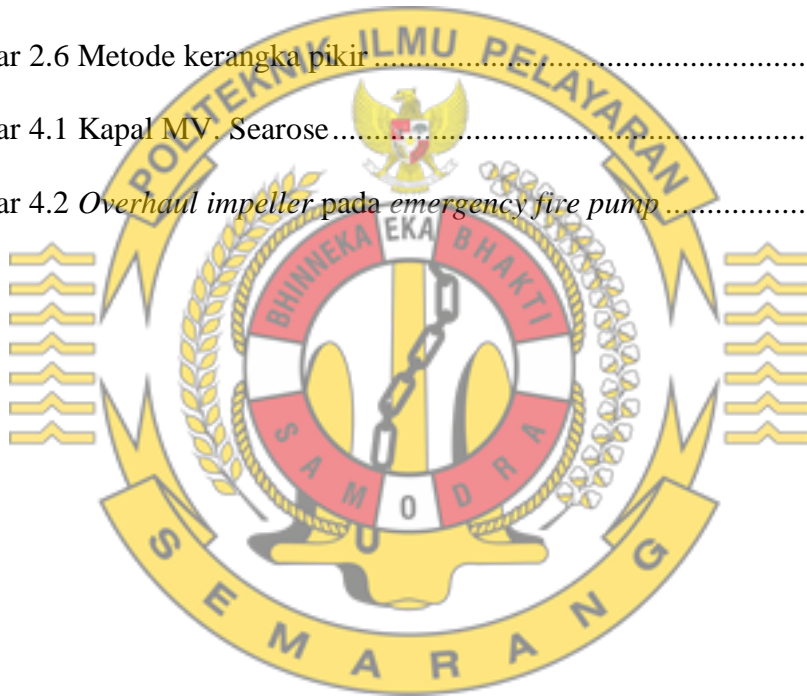 ar 2.6 Metode kerangka pikir ................................................
ar 4.1 Kapal MV. Searose ......................................................
ar 4.2 Overhaul impeller pada emergency fire pump ................
POLITEKNIK ILMU PELAYARAN
BHINNEKA EKA BHAKTI
SAMODRA
SEMARANG